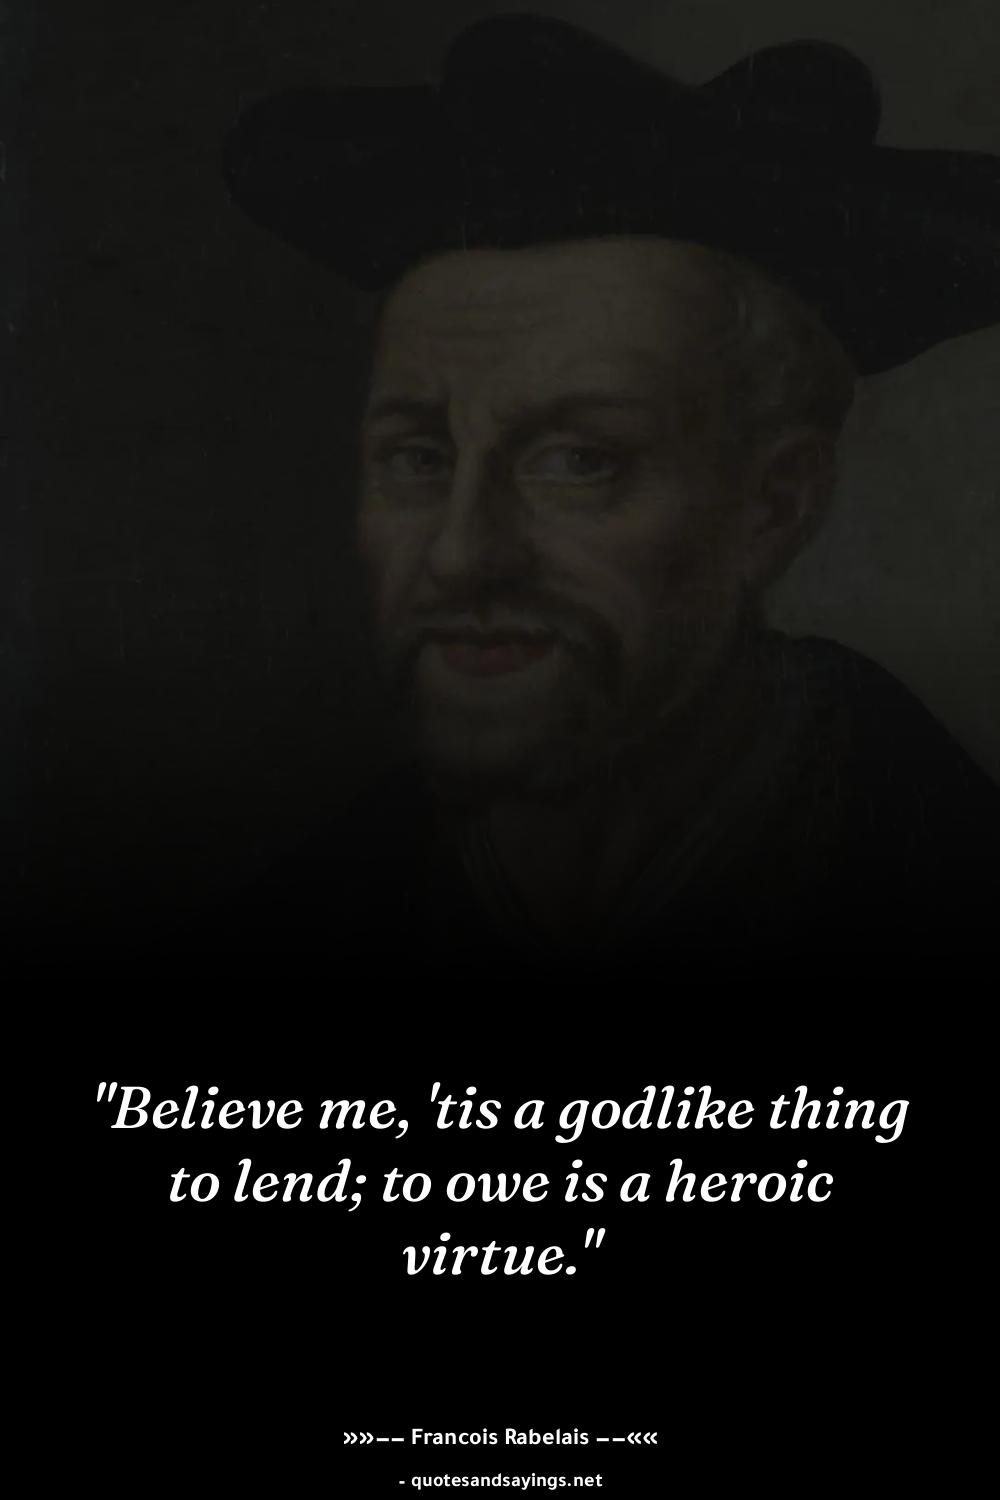 "Believe me, 'tis a godlike thing
to lend; to owe is a heroic
virtue."
»»−− Francois Rabelais −−««
- quotesandsayings.net